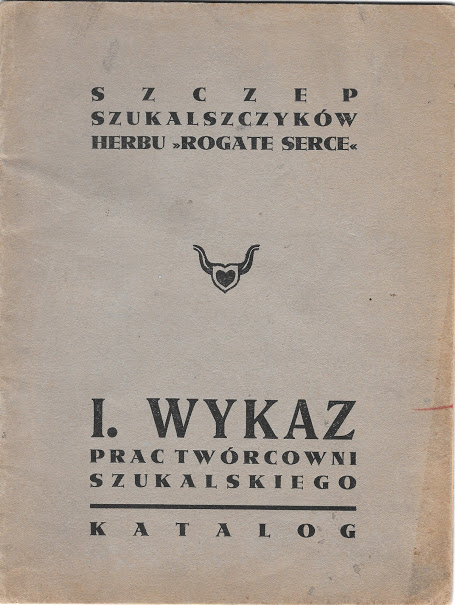 SZCZEP
SZUKALSZCZYKÓW
HERBU »ROGATE SERCE«
I. WYKAZ
PRAC TWÓRCOWNI
SZUKALSKIEGO
KATALOG